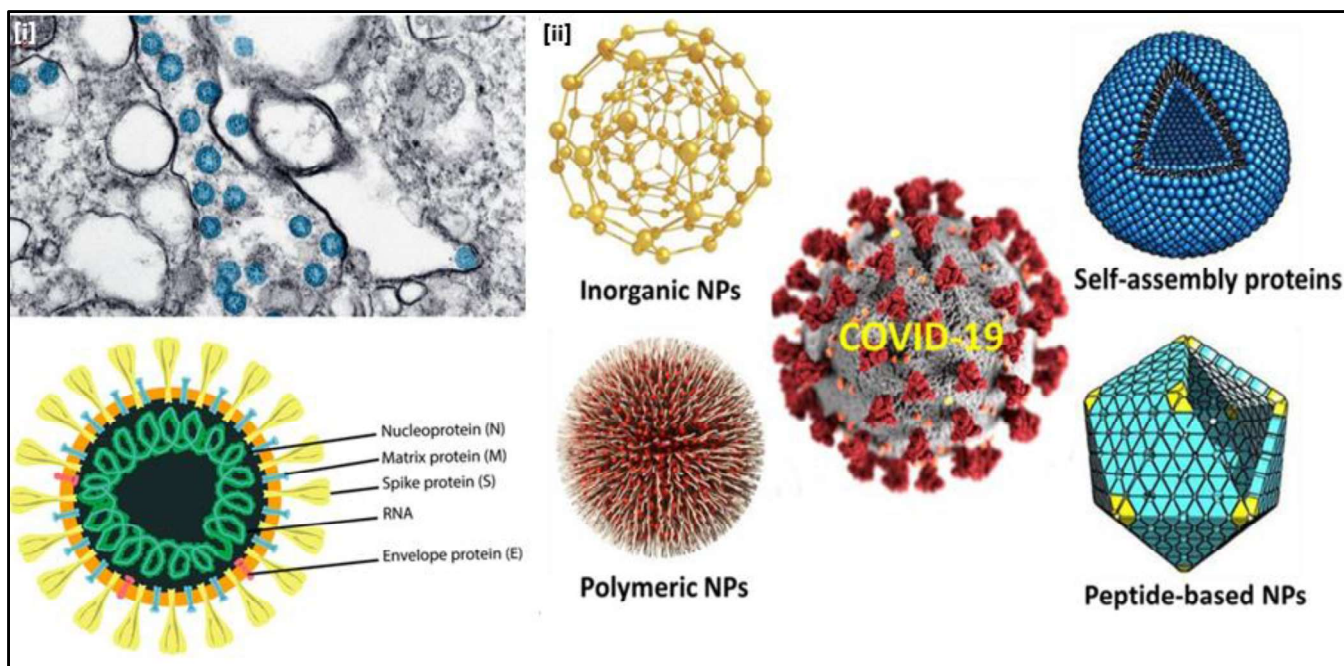 [i]
Nucleoprotein (N)
Matrix protein (M)
Spike protein (S)
RNA
Envelope protein (E)
[ii]
Inorganic NPs
Self-assembly proteins
COVID-19
Polymeric NPs
Peptide-based NPs